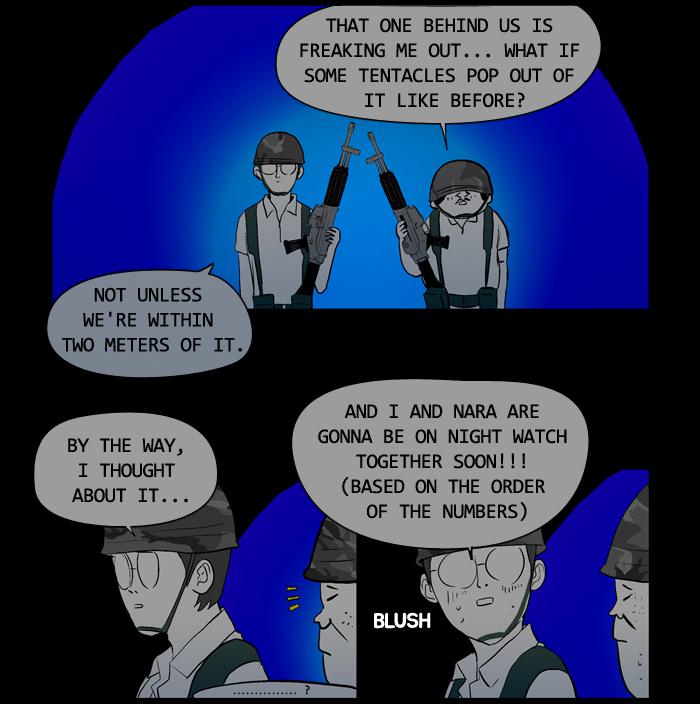 THAT ONE BEHIND US IS
FREAKING ME OUT... WHAT IF
SOME TENTACLES POP OUT OF
IT LIKE BEFORE?
NOT UNLESS
WE'RE WITHIN
TWO METERS OF IT.
BY THE WAY,
I THOUGHT
ABOUT IT...
............... ?
AND I AND NARA ARE
GONNA BE ON NIGHT WATCH
TOGETHER SOON!!!
(BASED ON THE ORDER
OF THE NUMBERS)
BLUSH